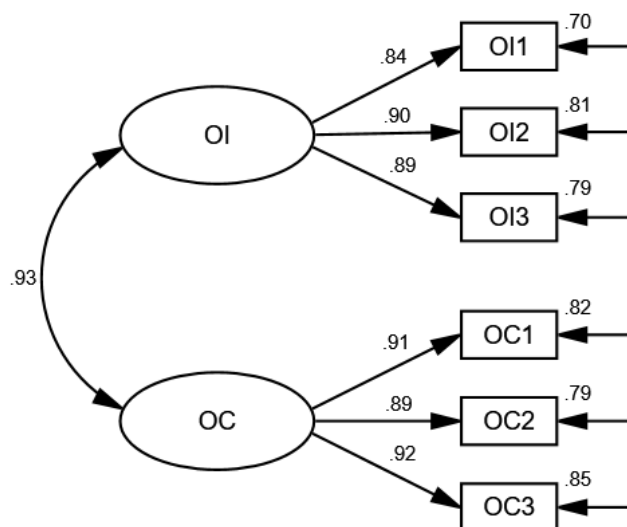 .70
.84
OI1
.81
.90
OI
OI2
.89
.79
OI3
.93
.82
.91
OC1
.79
.89
OC
OC2
.92
.85
OC3